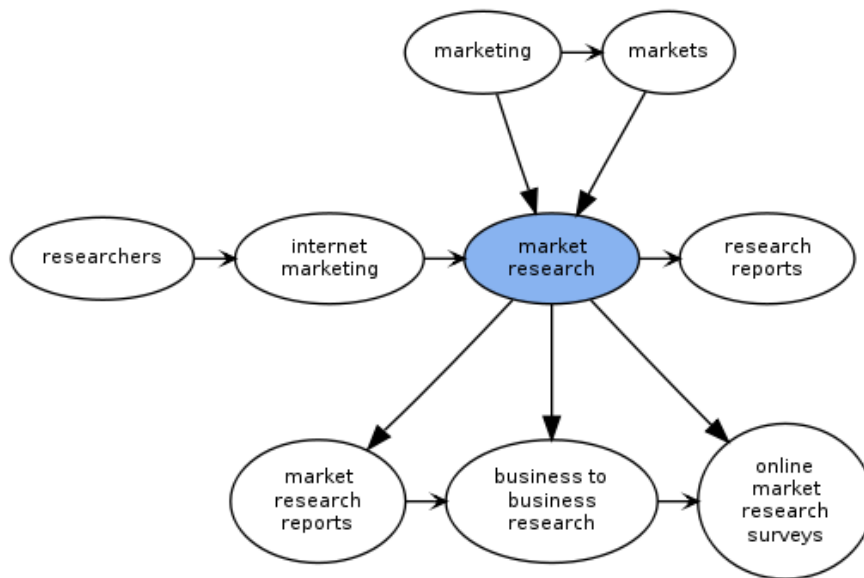 marketing
markets
researchers
internet
marketing
market
research
research
reports
market
research
reports
business to
business
research
online
market
research
surveys